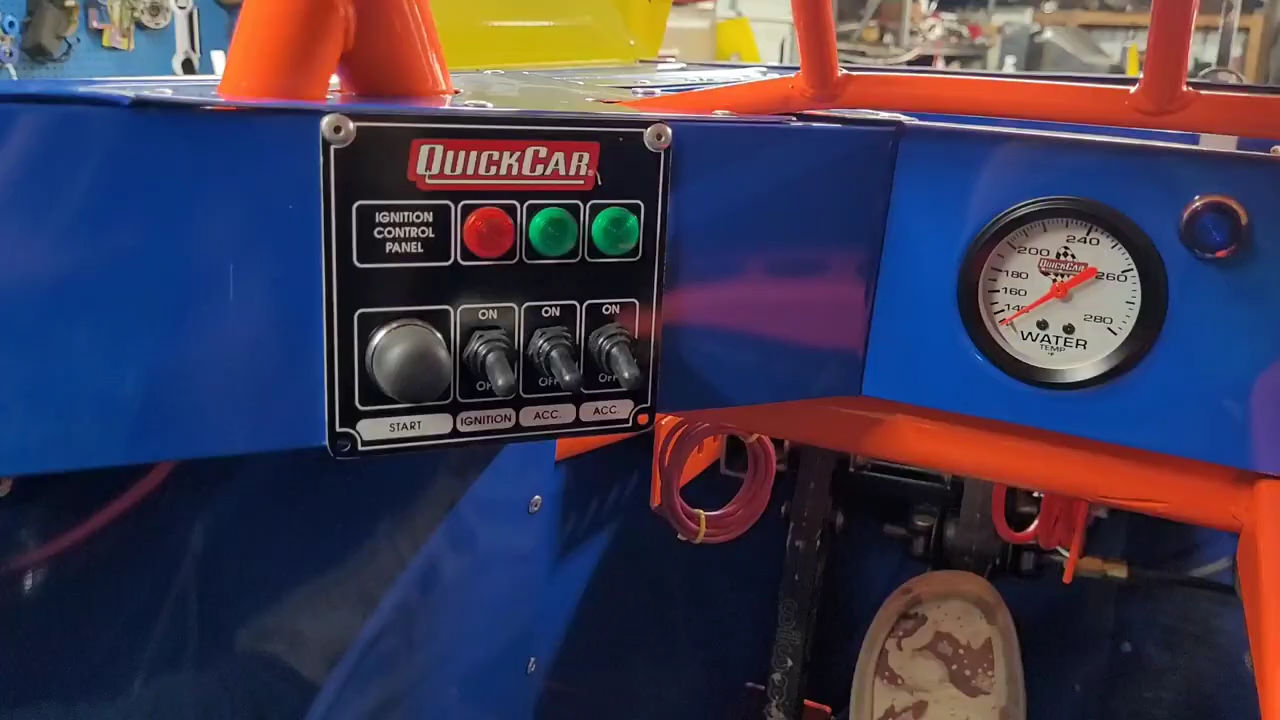 QUICKCAR
IGNITION
CONTROL
PANEL
ON
ON
ON
OFF
OFF
OFF
START
IGNITION
ACC.
ACC.
240
200
QUICKCAR
260
180
160
140
280
WATER
TEMP
°F
wilwood